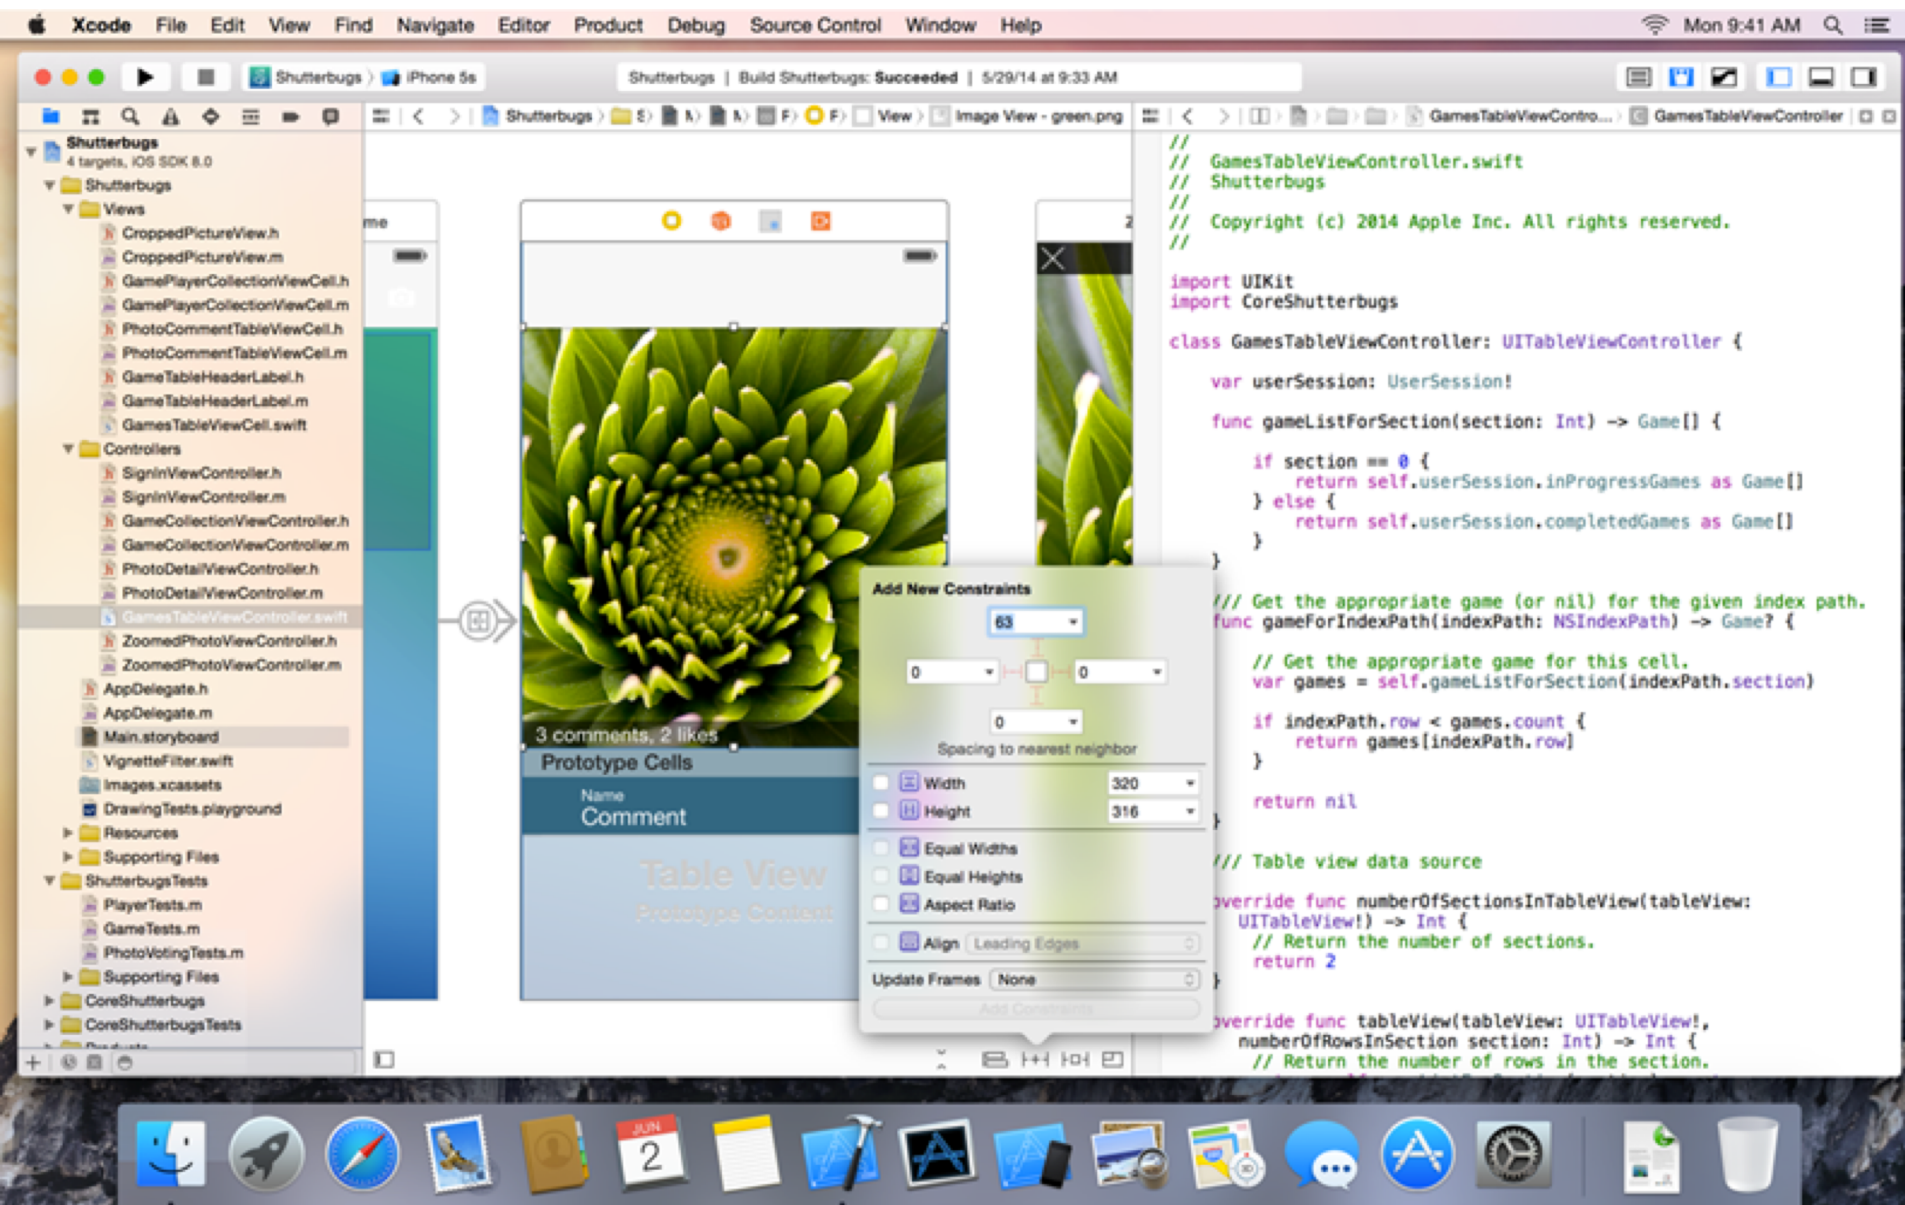 Xcode File Edit View Find Navigate Editor Product Debug Source Control Window Help Mon 9:41 AM
Shutterbugs iPhone 5s
Shutterbugs | Build Shutterbugs: Succeeded | 5/29/14 at 9:33 AM
Shutterbugs
4 targets, iOS SDK 8.0
Shutterbugs
Views
CroppedPictureView.h
CroppedPictureView.m
GamePlayerCollectionViewCell.h
GamePlayerCollectionViewCell.m
PhotoCommentTableViewCell.h
PhotoCommentTableViewCell.m
GameTableHeaderLabel.h
GameTableHeaderLabel.m
GamesTableViewCell.swift
Controllers
SignInViewController.h
SignInViewController.m
GameCollectionViewController.h
GameCollectionViewController.m
PhotoDetailViewController.h
PhotoDetailViewController.m
GamesTableViewController.swift
ZoomedPhotoViewController.h
ZoomedPhotoViewController.m
AppDelegate.h
AppDelegate.m
Main.storyboard
VignetteFilter.swift
Images.xcassets
DrawingTests.playground
Resources
Supporting Files
ShutterbugsTests
PlayerTests.m
GameTests.m
PhotoVotingTests.m
Supporting Files
CoreShutterbugs
CoreShutterbugsTests
Shutterbugs F F View Image View - green.png
me
3 comments, 2 likes
Prototype Cells
Name
Comment
Table View
Prototype Content
Add New Constraints
63
0 0
0
Spacing to nearest neighbor
Width 320
Height 316
Equal Widths
Equal Heights
Aspect Ratio
Align Leading Edges
Update Frames None
Add Constraints
GamesTableViewContro... GamesTableViewController
//
// GamesTableViewController.swift
// Shutterbugs
//
// Copyright (c) 2014 Apple Inc. All rights reserved.
//
import UIKit
import CoreShutterbugs
class GamesTableViewController: UITableViewController {
var userSession: UserSession!
func gameListForSection(section: Int) -> Game[] {
if section == 0 {
return self.userSession.inProgressGames as Game[]
} else {
return self.userSession.completedGames as Game[]
}
}
/// Get the appropriate game (or nil) for the given index path.
func gameForIndexPath(indexPath: NSIndexPath) -> Game? {
// Get the appropriate game for this cell.
var games = self.gameListForSection(indexPath.section)
if indexPath.row < games.count {
return games[indexPath.row]
}
return nil
}
/// Table view data source
override func numberOfSectionsInTableView(tableView:
UITableView!) -> Int {
// Return the number of sections.
return 2
}
override func tableView(tableView: UITableView!,
numberOfRowsInSection section: Int) -> Int {
// Return the number of rows in the section.
JUN
2
3D